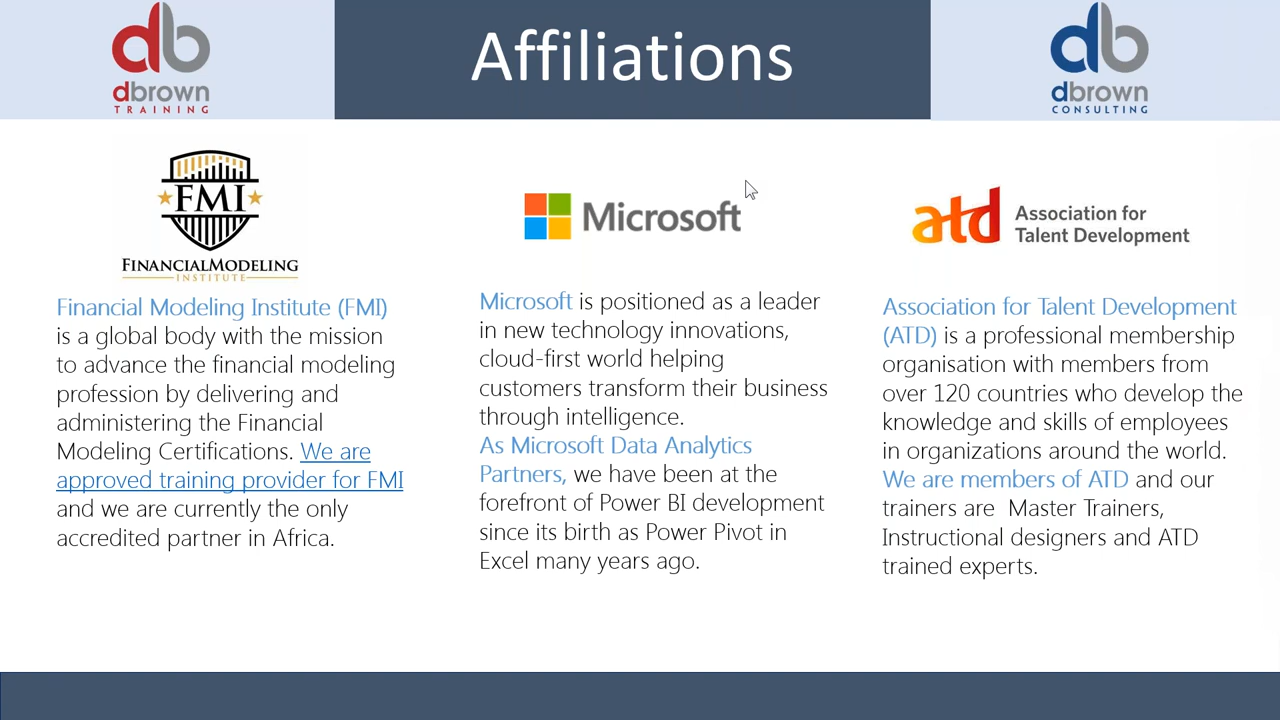 db
dbrown
TRAINING
Affiliations
db
dbrown
CONSULTING
FMI
FINANCIALMODELING
INSTITUTE
Financial Modeling Institute (FMI)
is a global body with the mission
to advance the financial modeling
profession by delivering and
administering the Financial
Modeling Certifications. We are
approved training provider for FMI
and we are currently the only
accredited partner in Africa.
Microsoft
Microsoft is positioned as a leader
in new technology innovations,
cloud-first world helping
customers transform their business
through intelligence.
As Microsoft Data Analytics
Partners, we have been at the
forefront of Power BI development
since its birth as Power Pivot in
Excel many years ago.
atd
Association for
Talent Development
Association for Talent Development
(ATD) is a professional membership
organisation with members from
over 120 countries who develop the
knowledge and skills of employees
in organizations around the world.
We are members of ATD and our
trainers are  Master Trainers,
Instructional designers and ATD
trained experts.